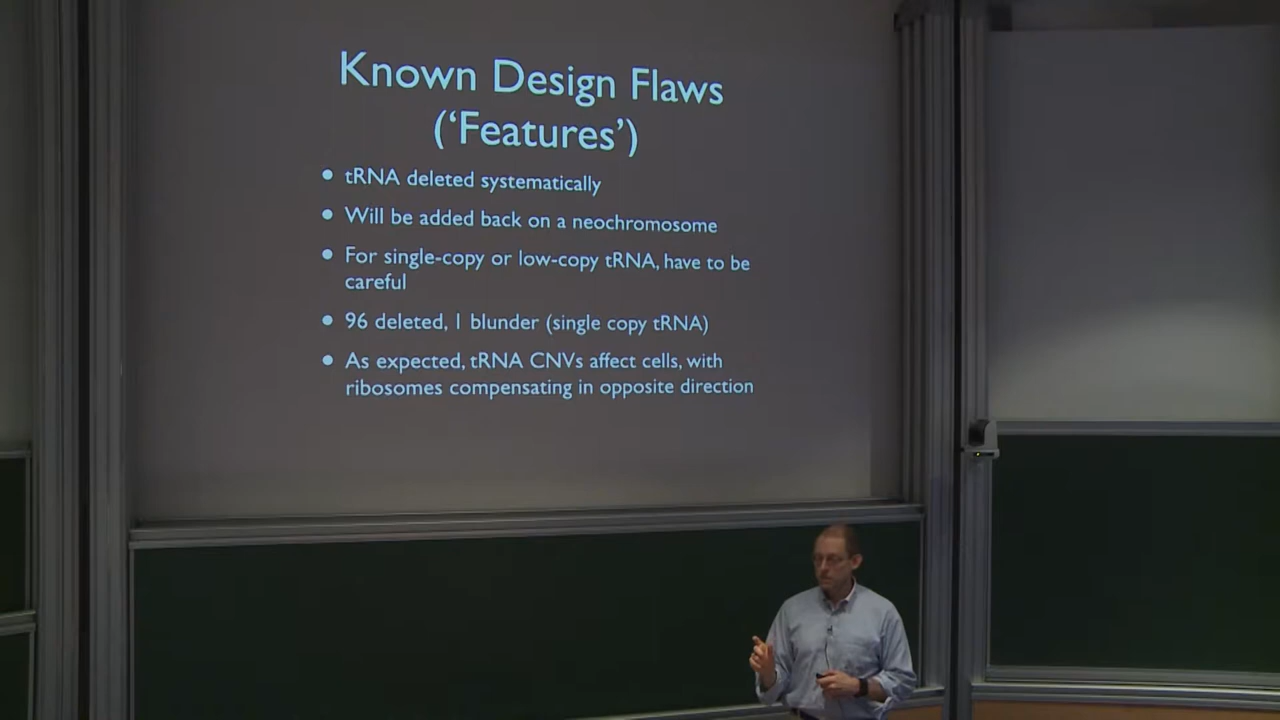 Known Design Flaws
(‘Features’)
• tRNA deleted systematically
• Will be added back on a neochromosome
• For single-copy or low-copy tRNA, have to be
careful
• 96 deleted, 1 blunder (single copy tRNA)
• As expected, tRNA CNVs affect cells, with
ribosomes compensating in opposite direction